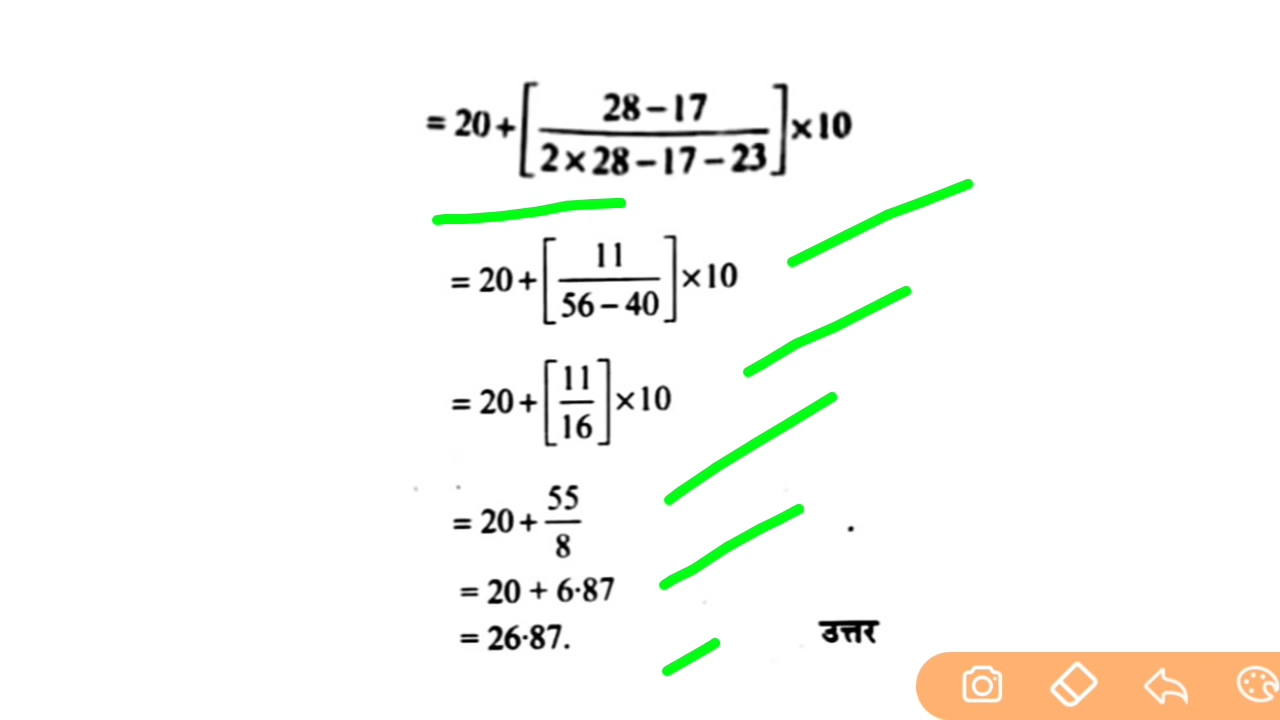 = 20 + [ (28 − 17) / (2 × 28 − 17 − 23) ] × 10
= 20 + [ 11 / (56 − 40) ] × 10
= 20 + [ 11 / 16 ] × 10
= 20 + 55 / 8
= 20 + 6·87
= 26·87. उत्तर